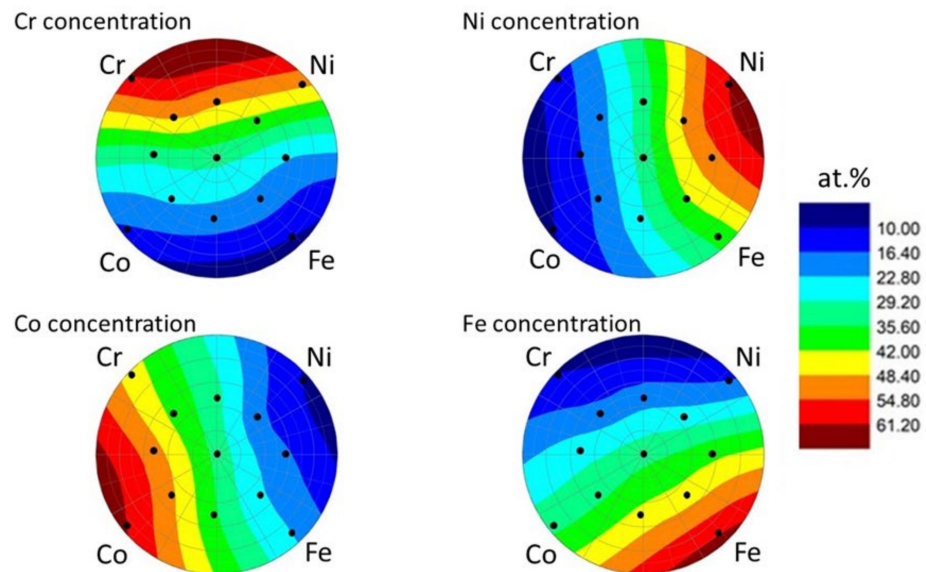 Cr concentration
Cr
Ni
Co
Fe
Ni concentration
Cr
Ni
Co
Fe
Co concentration
Cr
Ni
Co
Fe
Fe concentration
Cr
Ni
Co
Fe
at.%
10.00
16.40
22.80
29.20
35.60
42.00
48.40
54.80
61.20